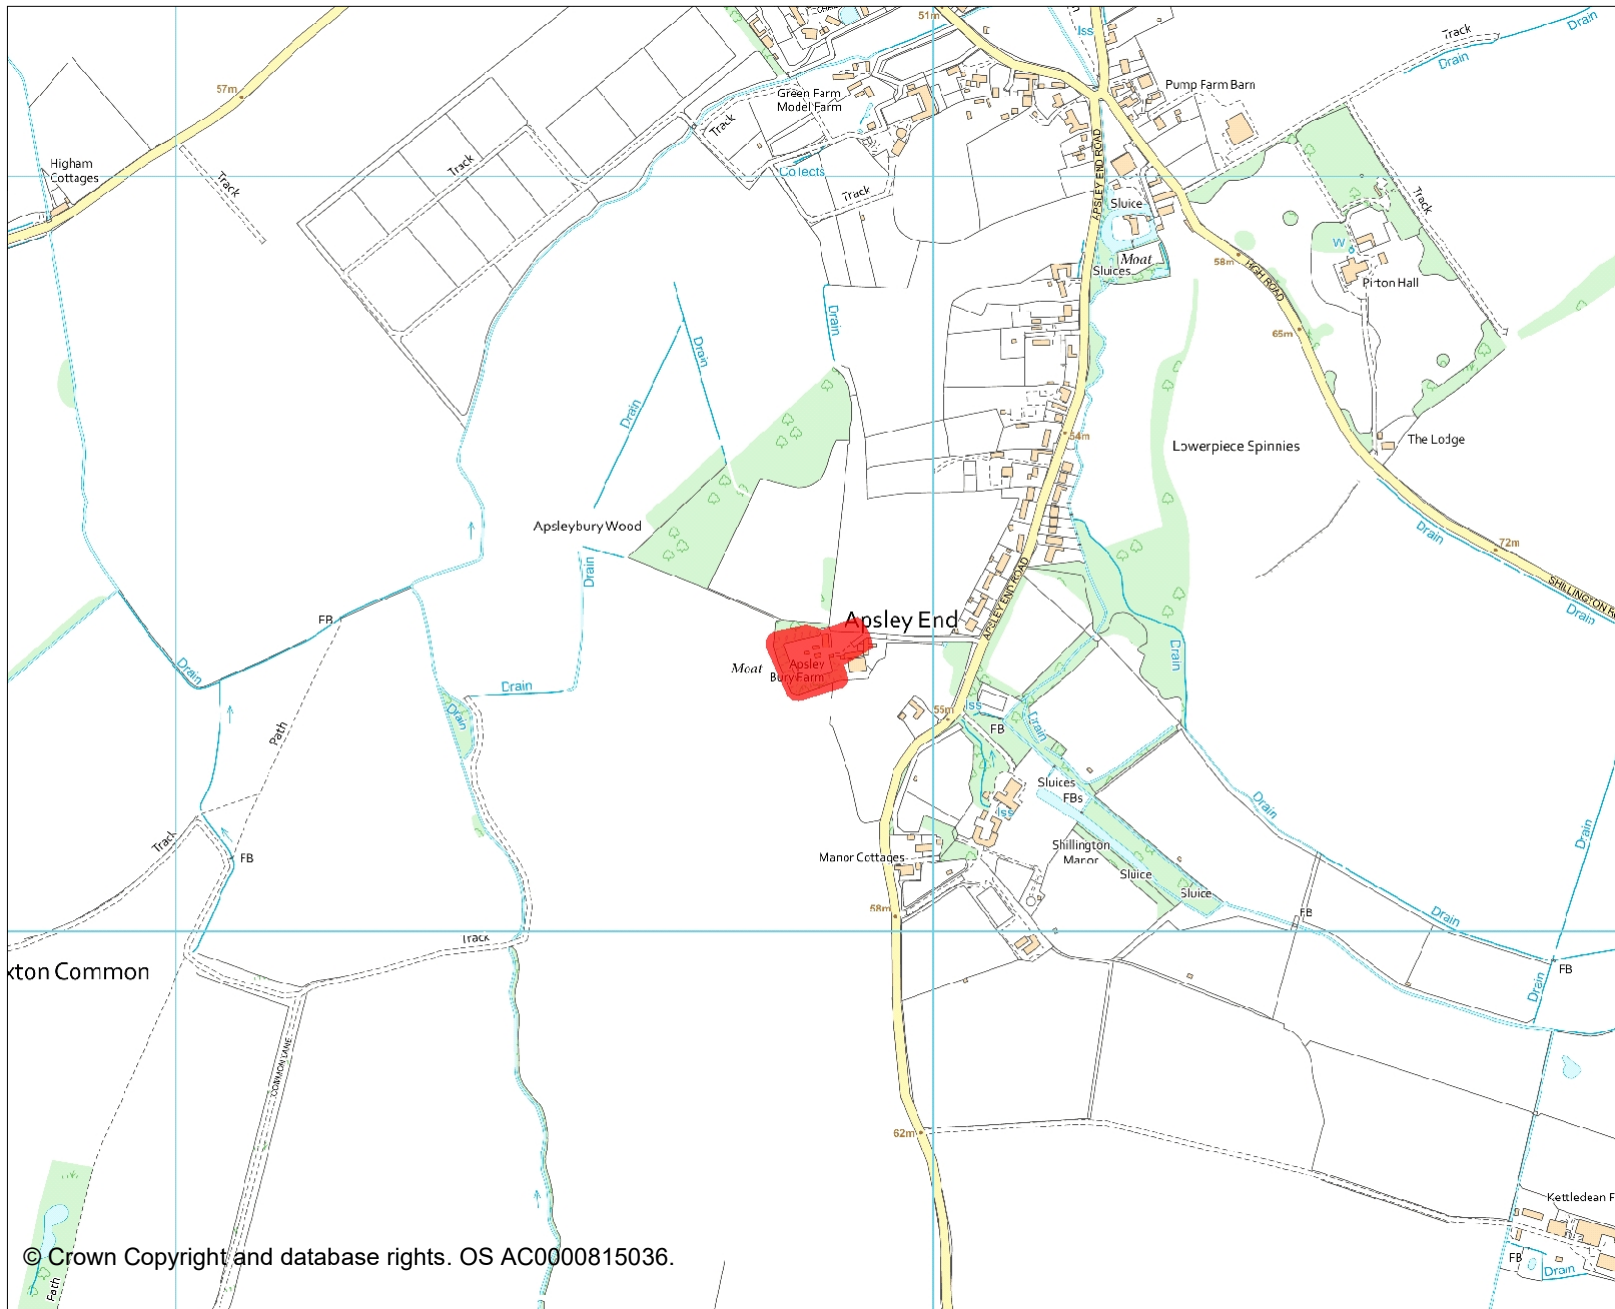 51m
Iss
Track
Drain
Drain
57m
Green Farm
Model Farm
Pump Farm Barn
Track
Higham
Cottages
Track
Track
Collects
Track
APSLEY END ROAD
Sluice
Track
Moat
Sluices
W
58m
HIGH ROAD
Pirton Hall
65m
Drain
Drain
Drain
54m
Lowerpiece Spinnies
The Lodge
Apsleybury Wood
Drain
72m
Drain
SHILLINGTON R
Drain
APSLEY END ROAD
FB
Apsley End
Moat
Apsley
Bury Farm
Drain
Drain
Drain
Drain
55m
Iss
FB
Drain
Path
Sluices
FBs
Drain
Iss
Track
FB
Manor Cottages
Shillington
Manor
Sluice
Sluice
Drain
58m
FB
Drain
Track
xton Common
FB
Drain
COMMON LANE
62m
Kettledean F
FB
Drain
Path
© Crown Copyright and database rights. OS AC0000815036.